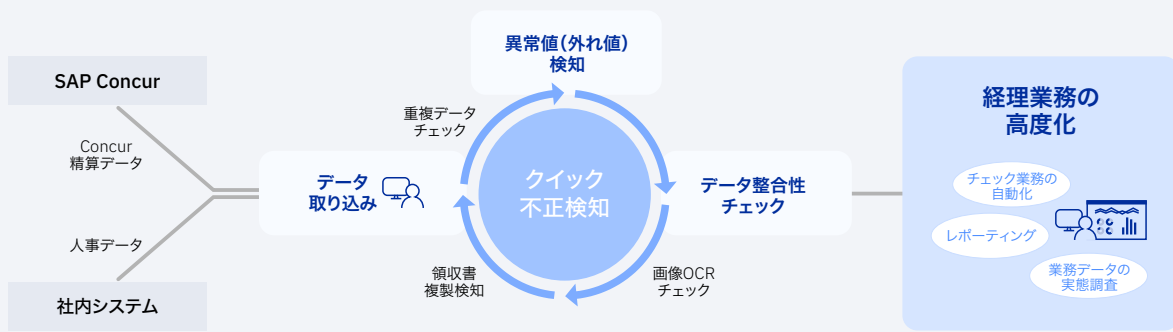 SAP Concur
Concur
精算データ
人事データ
社内システム
データ
取り込み
重複データ
チェック
異常値(外れ値)
検知
クイック
不正検知
領収書
複製検知
データ整合性
チェック
画像OCR
チェック
経理業務の
高度化
チェック業務の
自動化
レポーティング
業務データの
実態調査